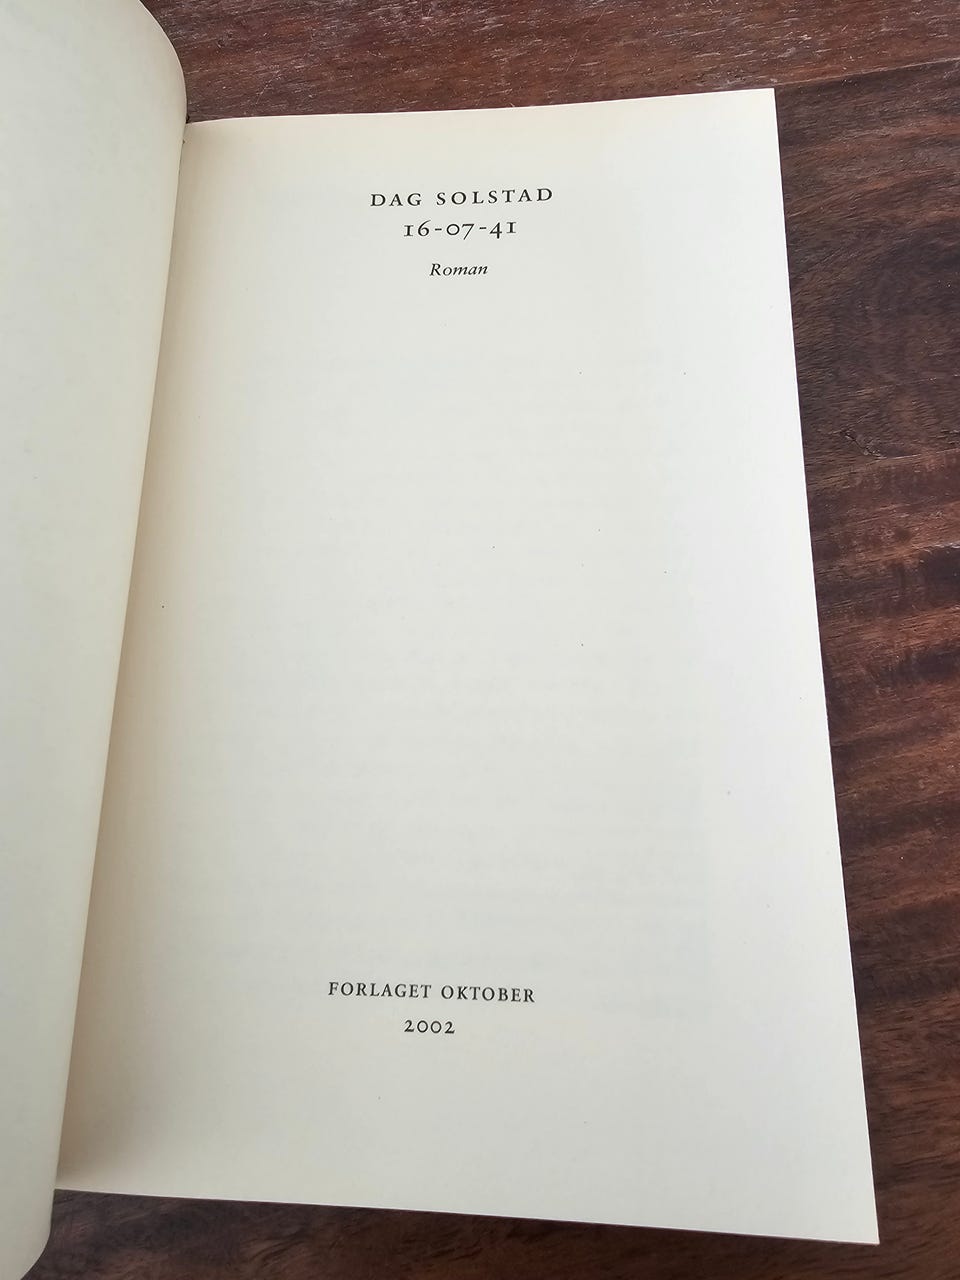 DAG SOLSTAD
16-07-41
Roman
FORLAGET OKTOBER
2002